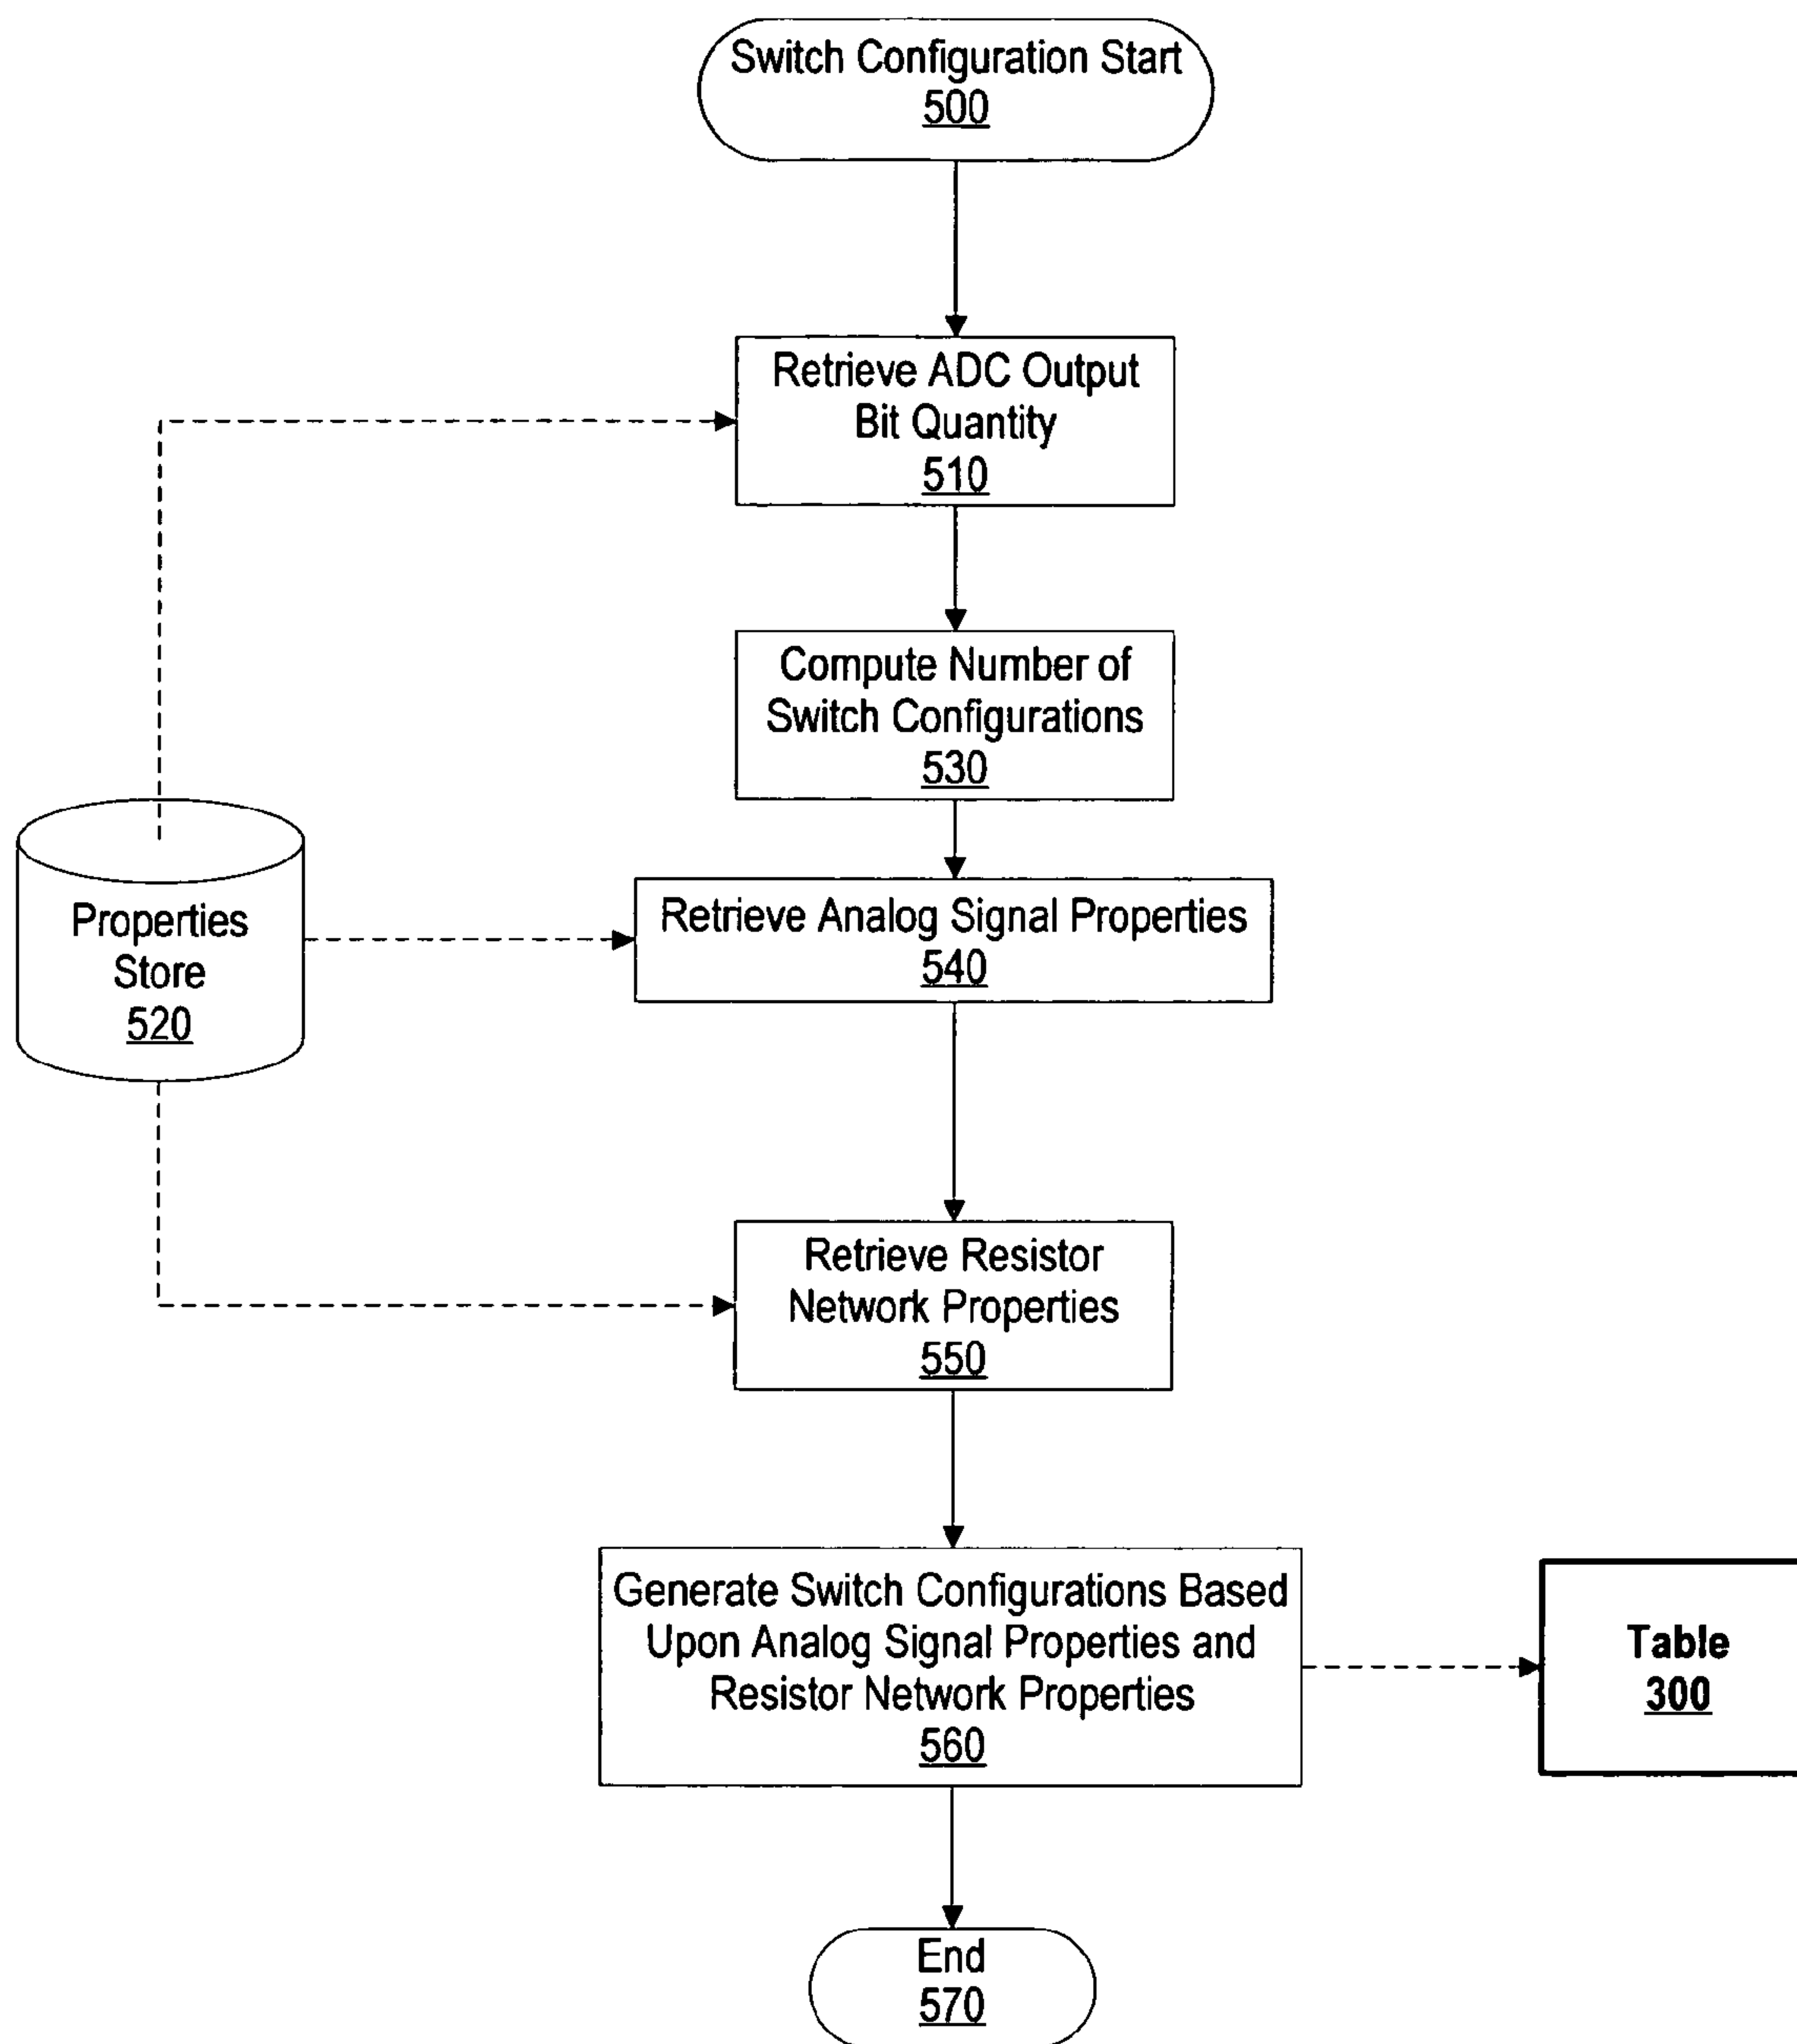 Switch Configuration Start
500
Retrieve ADC Output
Bit Quantity
510
Compute Number of
Switch Configurations
530
Properties
Store
520
Retrieve Analog Signal Properties
540
Retrieve Resistor
Network Properties
550
Generate Switch Configurations Based
Upon Analog Signal Properties and
Resistor Network Properties
560
Table
300
End
570